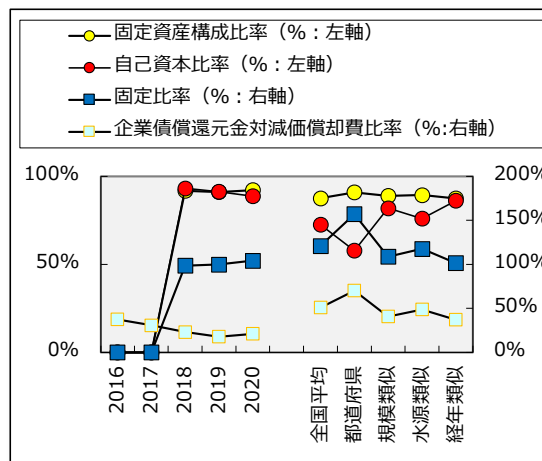 固定資産構成比率（%：左軸）
自己資本比率（%：左軸）
固定比率（%：右軸）
企業債償還元金対減価償却費比率（%:右軸）
100%
50%
0%
200%
150%
100%
50%
0%
2016
2017
2018
2019
2020
全国平均
都道府県
規模類似
水源類似
経年類似